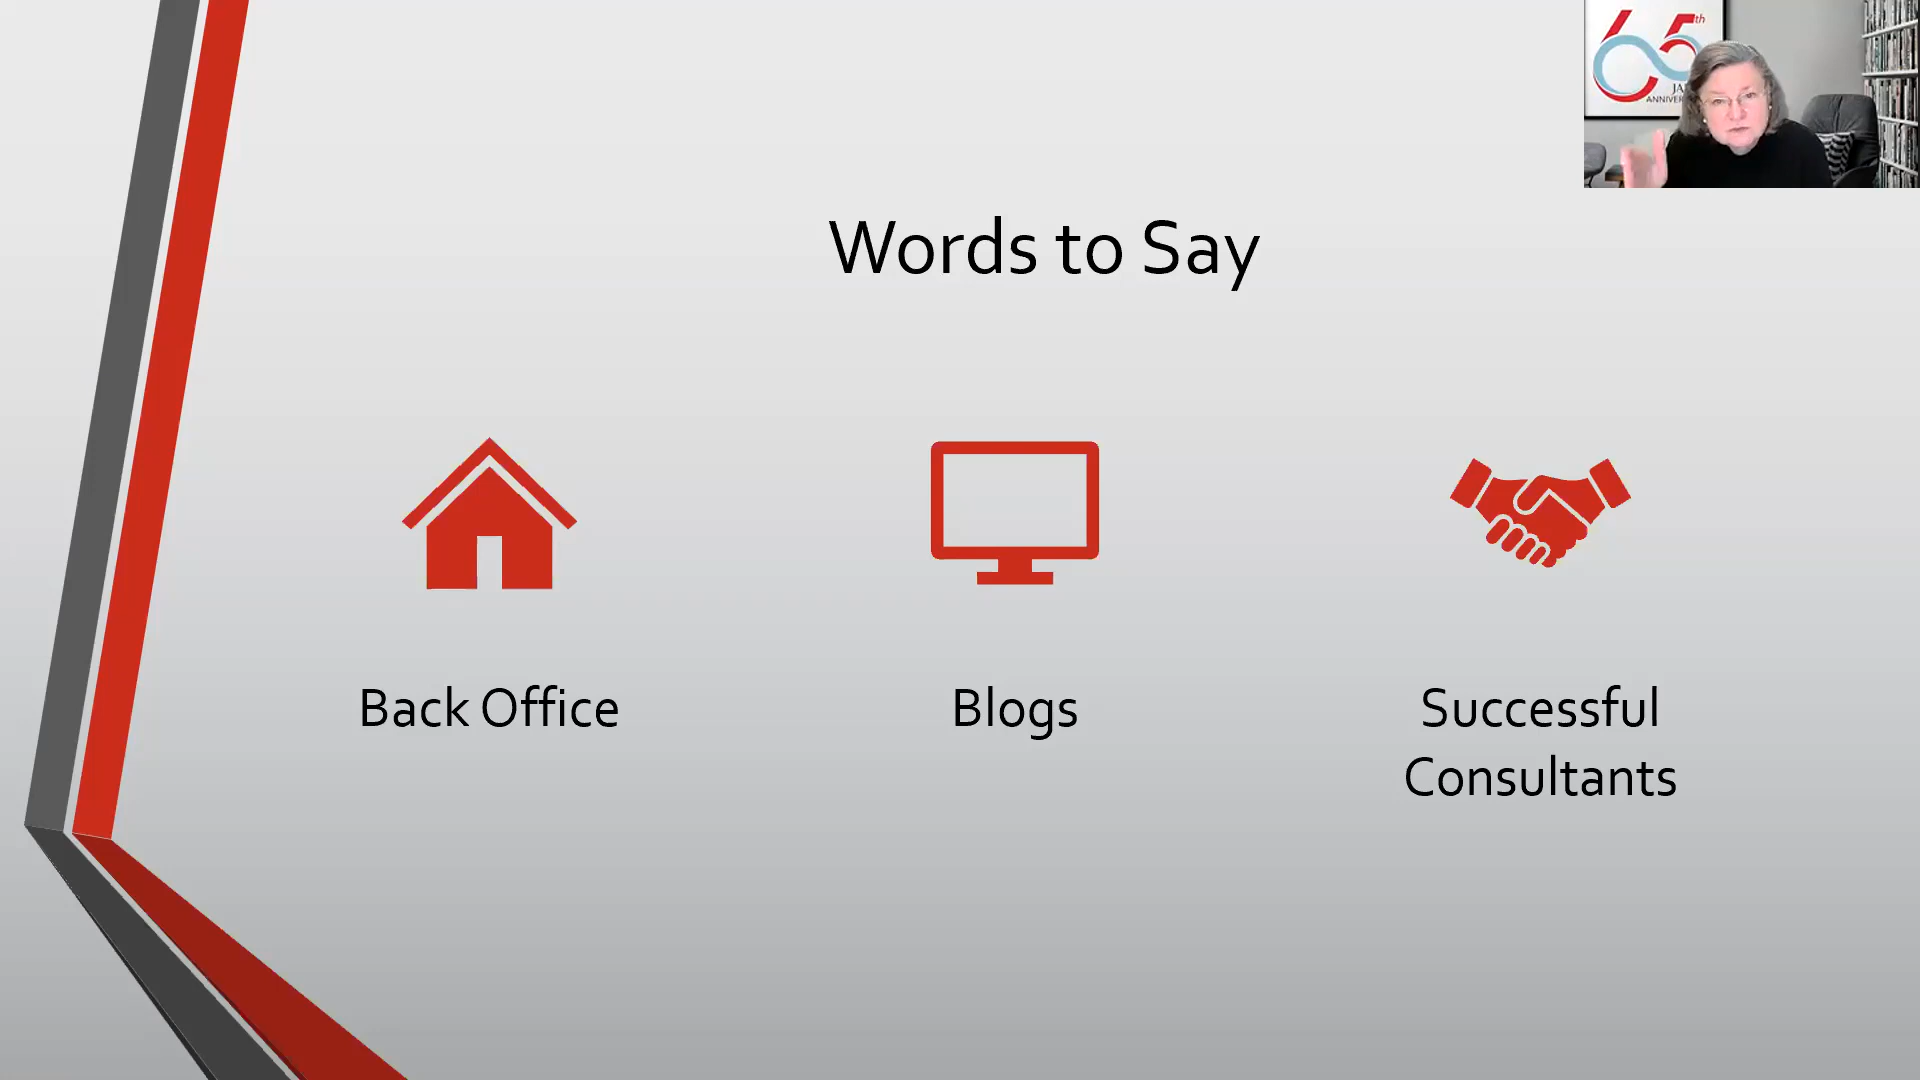 65th
Words to Say
Back Office
Blogs
Successful
Consultants